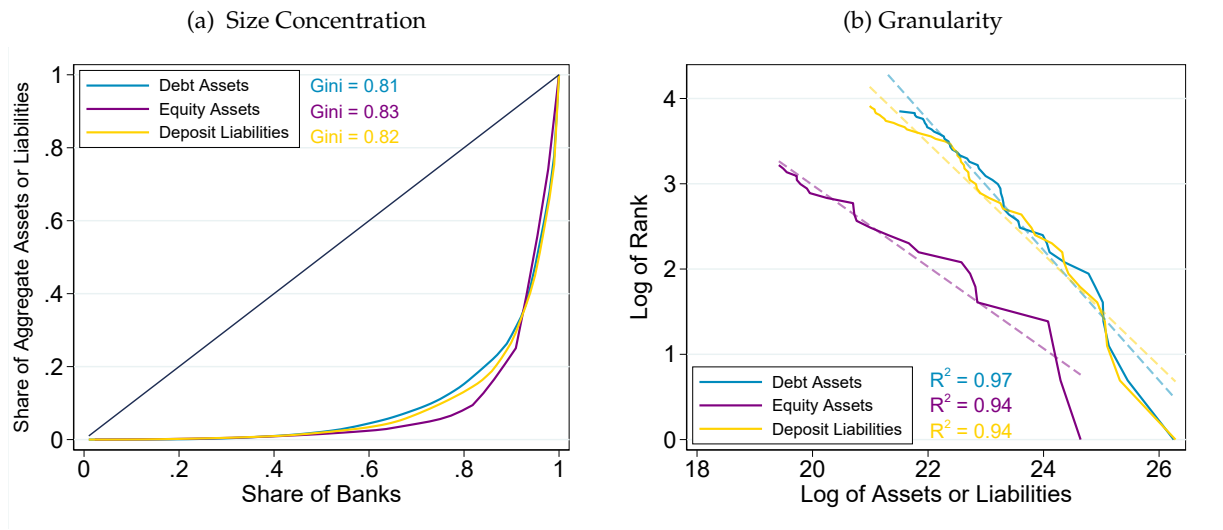 (a) Size Concentration
Share of Aggregate Assets or Liabilities
1
.8
.6
.4
.2
0
Debt Assets
Equity Assets
Deposit Liabilities
Gini = 0.81
Gini = 0.83
Gini = 0.82
0
.2
.4
.6
.8
1
Share of Banks
(b) Granularity
Log of Rank
4
3
2
1
0
Debt Assets
Equity Assets
Deposit Liabilities
R² = 0.97
R² = 0.94
R² = 0.94
18
20
22
24
26
Log of Assets or Liabilities